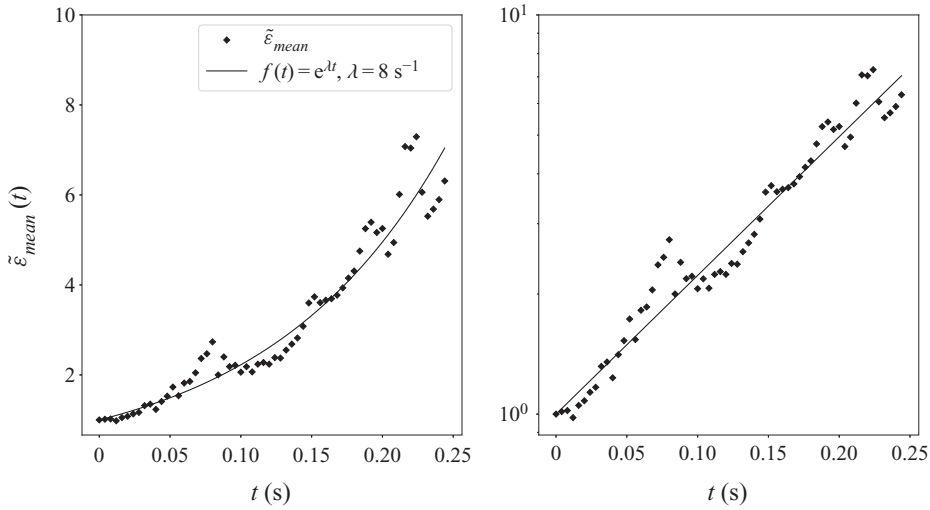 10
8
6
4
2
0 0.05 0.10 0.15 0.20 0.25
t (s)
ε̃mean (t)
ε̃mean
f (t) = e^λt, λ = 8 s⁻¹
10¹
10⁰
0 0.05 0.10 0.15 0.20 0.25
t (s)